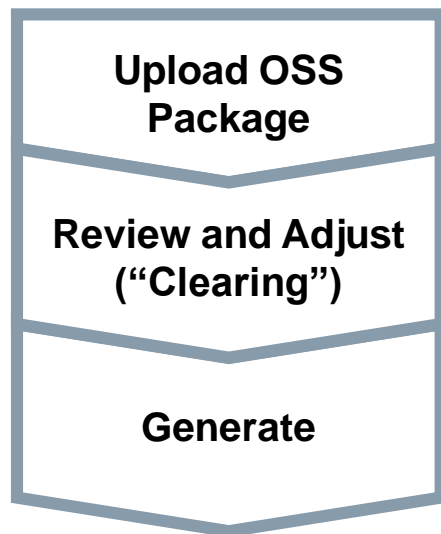 Upload OSS
Package
Review and Adjust
(“Clearing”)
Generate